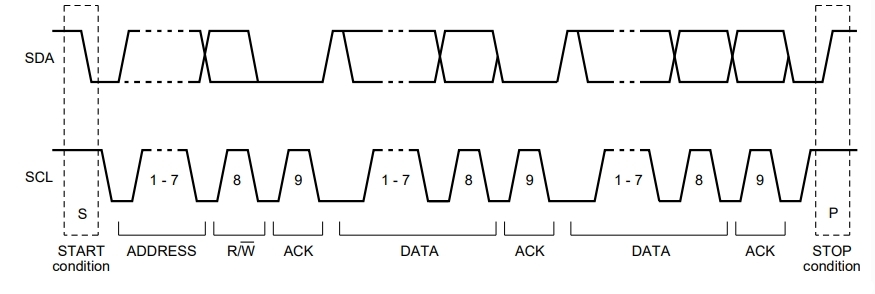 SDA
SCL
1 - 7 8 9 1 - 7 8 9 1 - 7 8 9
S P
START ADDRESS R/W̅ ACK DATA ACK DATA ACK STOP
condition condition